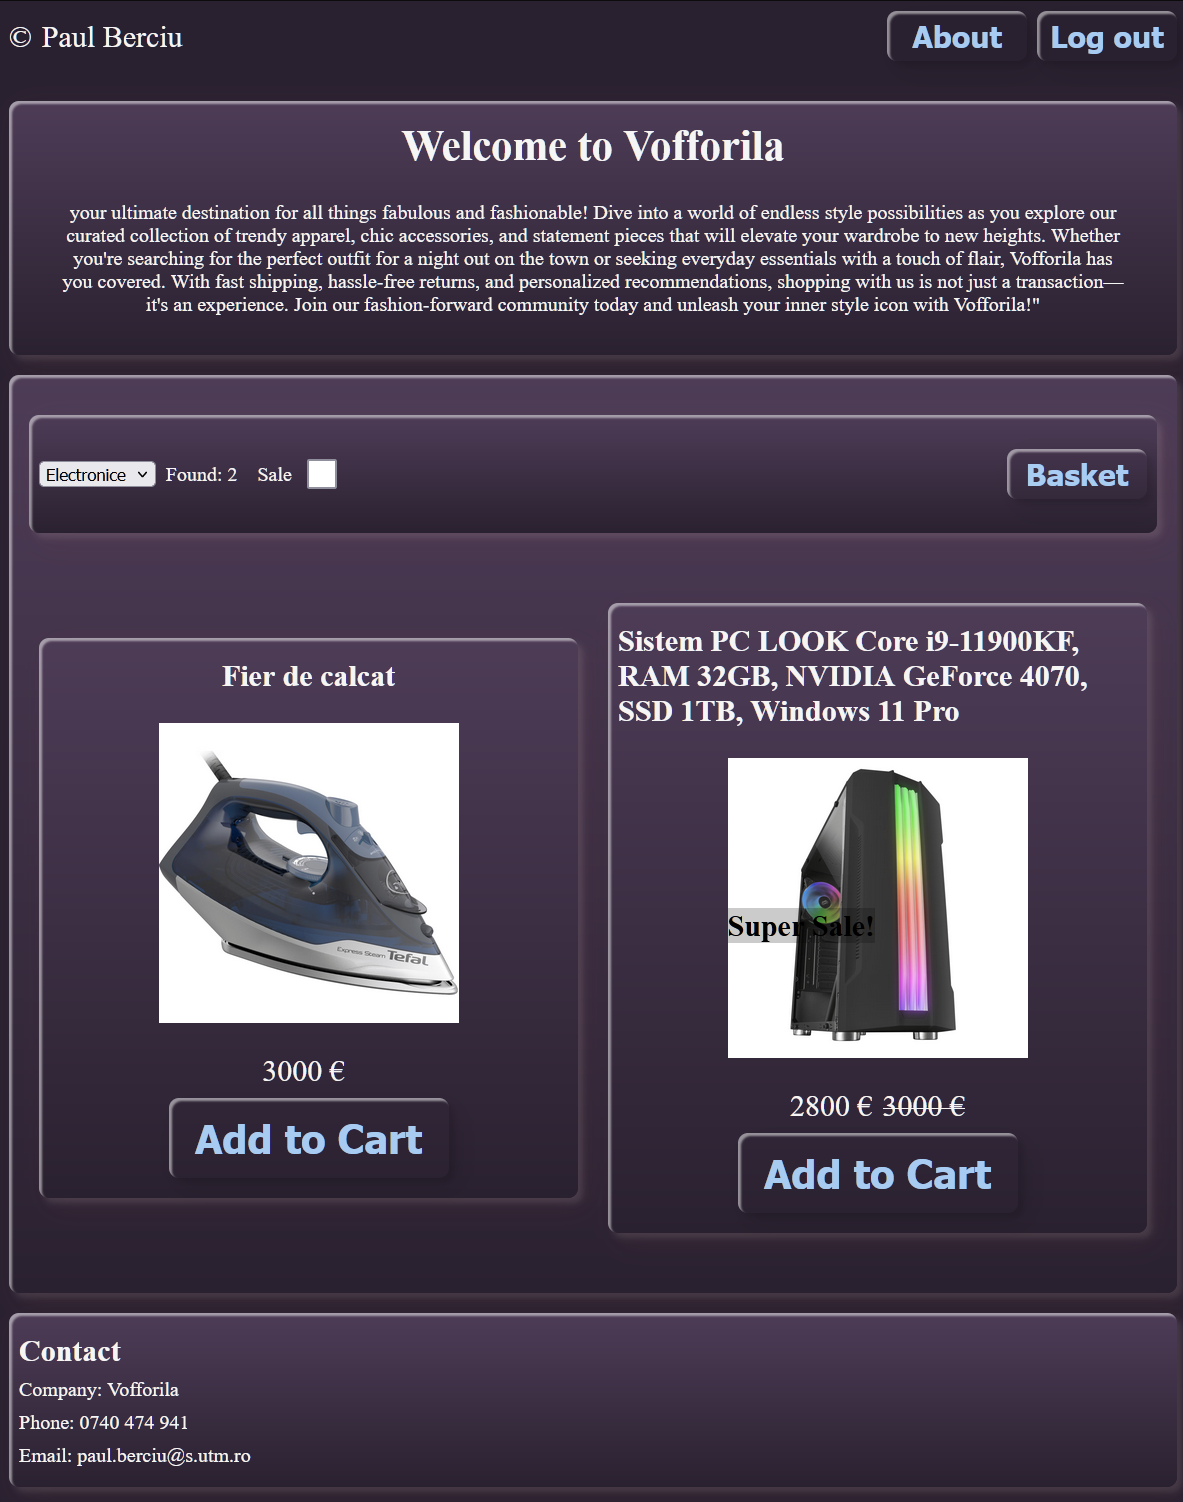 © Paul Berciu
About
Log out
Welcome to Vofforila
your ultimate destination for all things fabulous and fashionable! Dive into a world of endless style possibilities as you explore our
curated collection of trendy apparel, chic accessories, and statement pieces that will elevate your wardrobe to new heights. Whether
you're searching for the perfect outfit for a night out on the town or seeking everyday essentials with a touch of flair, Vofforila has
you covered. With fast shipping, hassle-free returns, and personalized recommendations, shopping with us is not just a transaction—
it's an experience. Join our fashion-forward community today and unleash your inner style icon with Vofforila!"
Electronice
Found: 2
Sale
Basket
Fier de calcat
Express Steam Tefal
3000 €
Add to Cart
Sistem PC LOOK Core i9-11900KF,
RAM 32GB, NVIDIA GeForce 4070,
SSD 1TB, Windows 11 Pro
Super Sale!
2800 € 3000 €
Add to Cart
Contact
Company: Vofforila
Phone: 0740 474 941
Email: paul.berciu@s.utm.ro